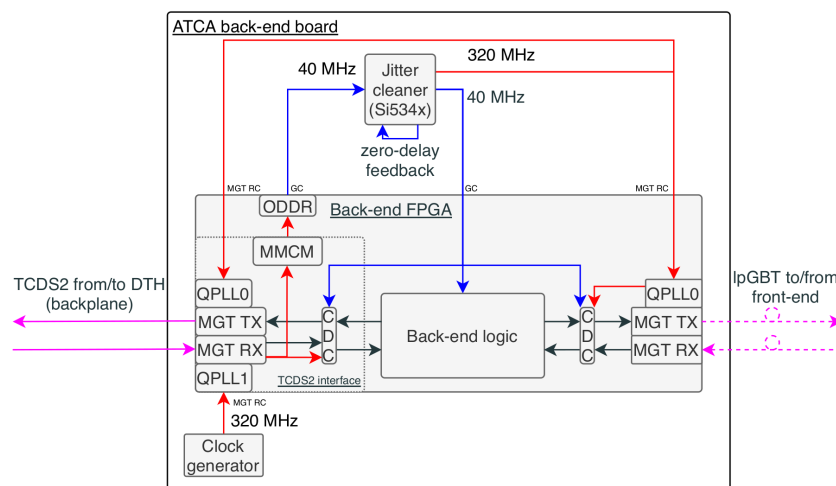 ATCA back-end board
320 MHz
40 MHz
Jitter
cleaner
(Si534x)
40 MHz
zero-delay
feedback
MGT RC
GC
GC
MGT RC
ODDR
Back-end FPGA
MMCM
TCDS2 from/to DTH
(backplane)
lpGBT to/from
front-end
QPLL0
QPLL0
MGT TX
C
D
C
Back-end logic
C
D
C
MGT TX
MGT RX
MGT RX
QPLL1
TCDS2 interface
MGT RC
320 MHz
Clock
generator